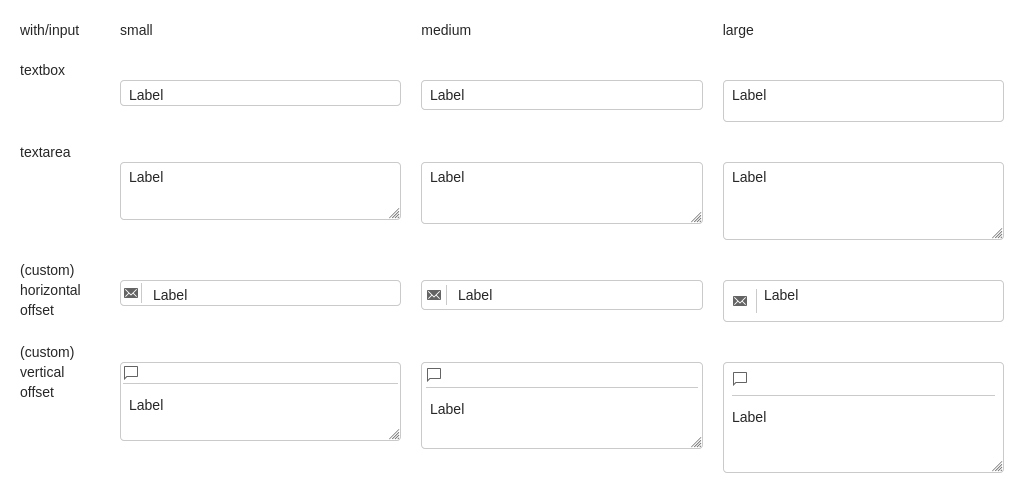 with/input small medium large
textbox
Label Label Label
textarea
Label Label Label
(custom)
horizontal
offset
Label Label Label
(custom)
vertical
offset
Label Label Label